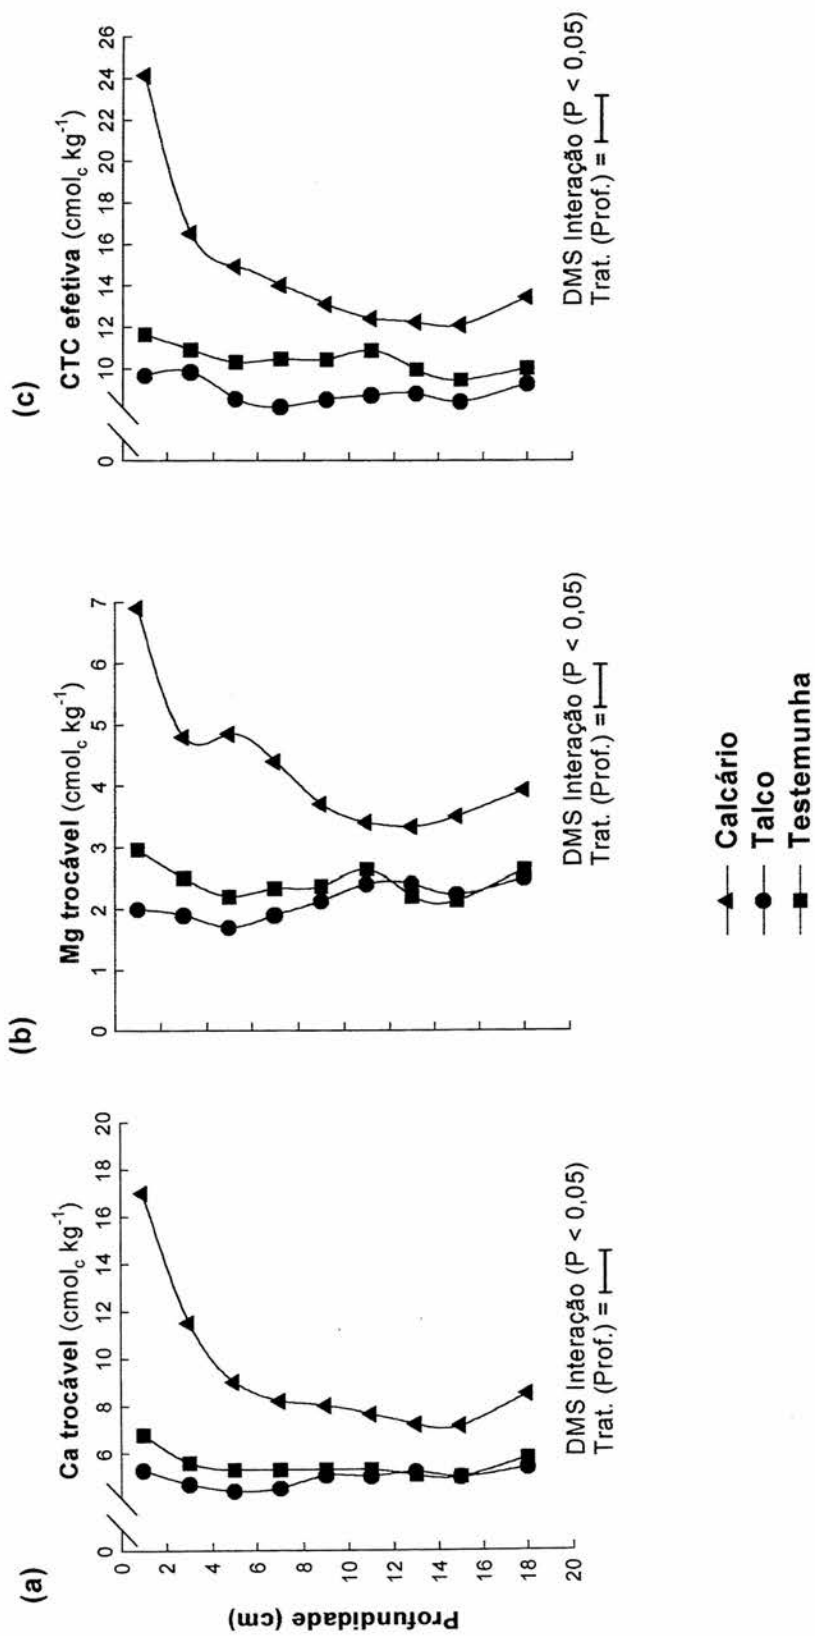 (a)
Ca trocável (cmolc kg-1)
0 6 8 10 12 14 16 18 20
Profundidade (cm)
0
2
4
6
8
10
12
14
16
18
20
DMS Interação (P < 0,05)
Trat. (Prof.) =
(b)
Mg trocável (cmolc kg-1)
0 1 2 3 4 5 6 7
DMS Interação (P < 0,05)
Trat. (Prof.) =
(c)
CTC efetiva (cmolc kg-1)
0 10 12 14 16 18 20 22 24 26
DMS Interação (P < 0,05)
Trat. (Prof.) =
Calcário
Talco
Testemunha